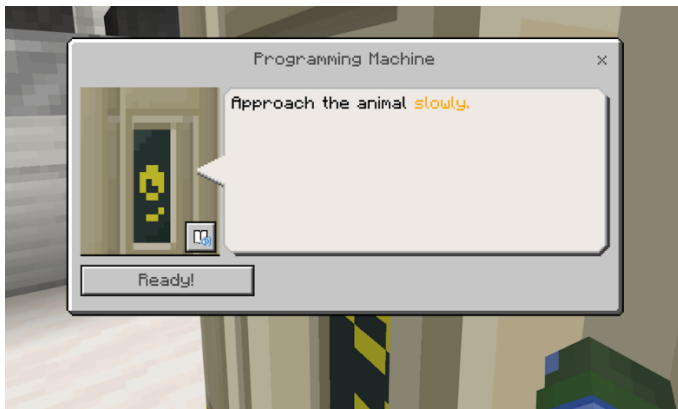 Programming Machine
x
Approach the animal slowly.
Ready!